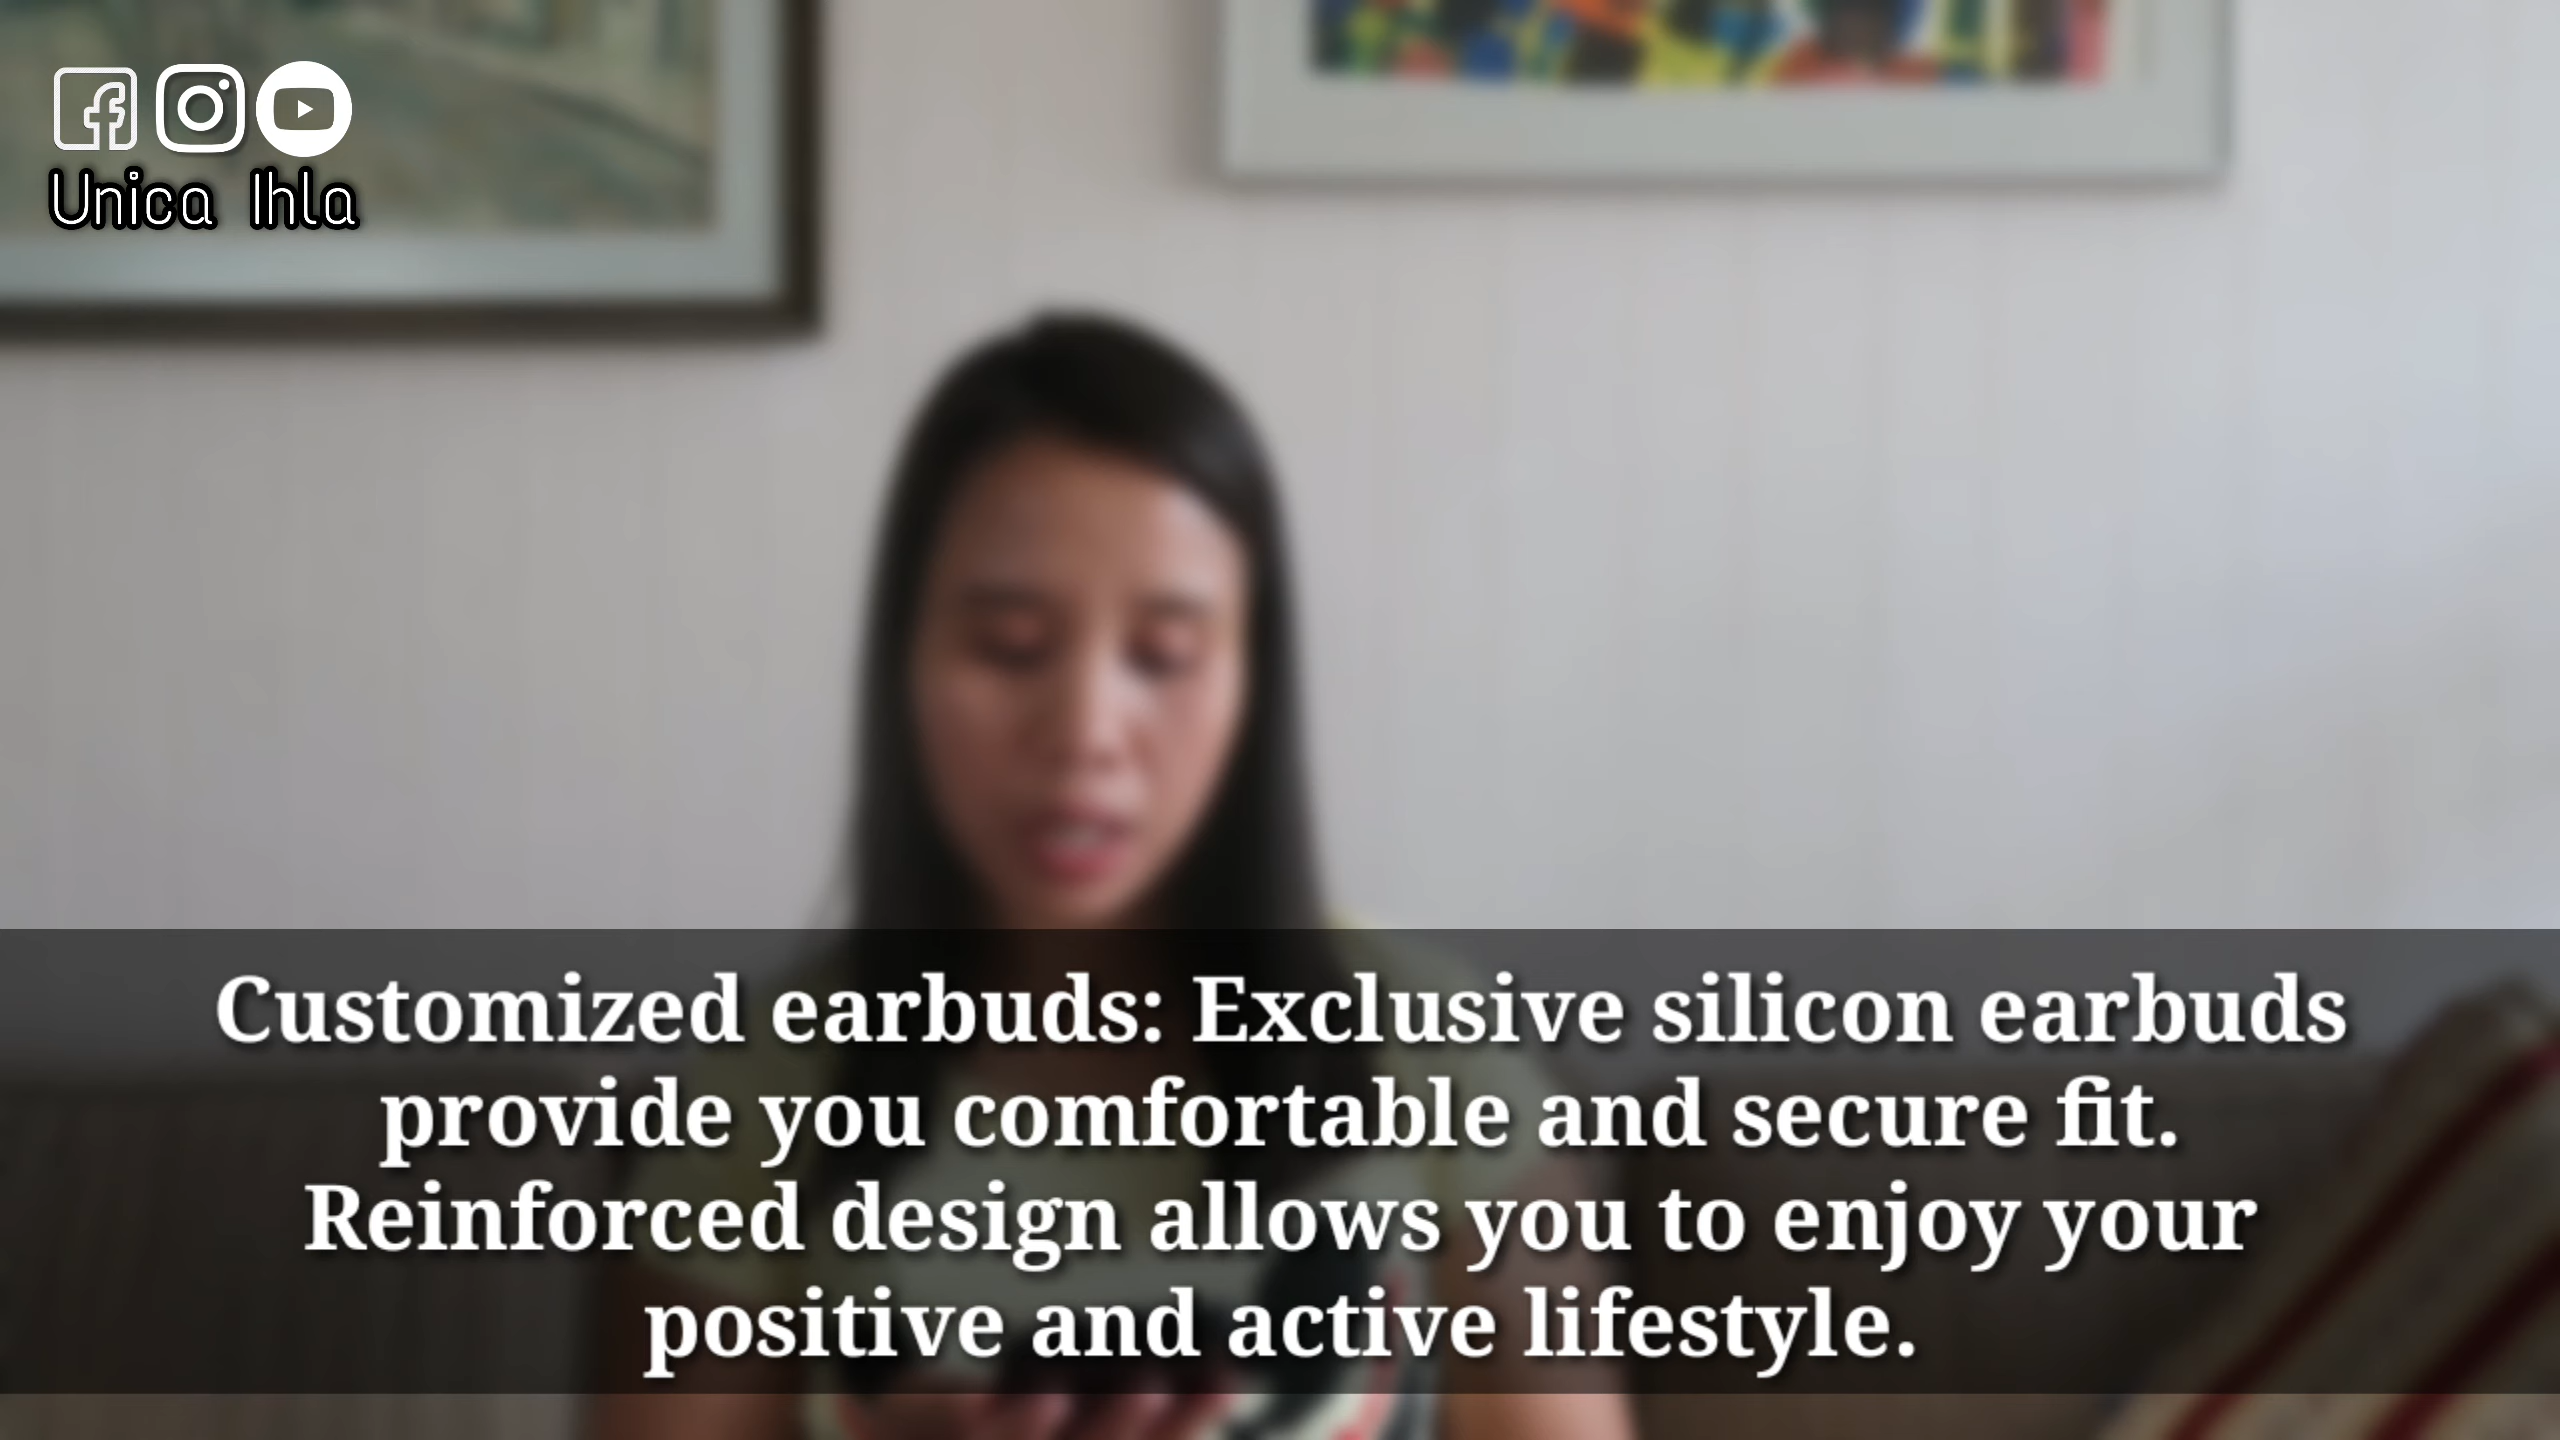 Unica Ihla
Customized earbuds: Exclusive silicon earbuds
provide you comfortable and secure fit.
Reinforced design allows you to enjoy your
positive and active lifestyle.